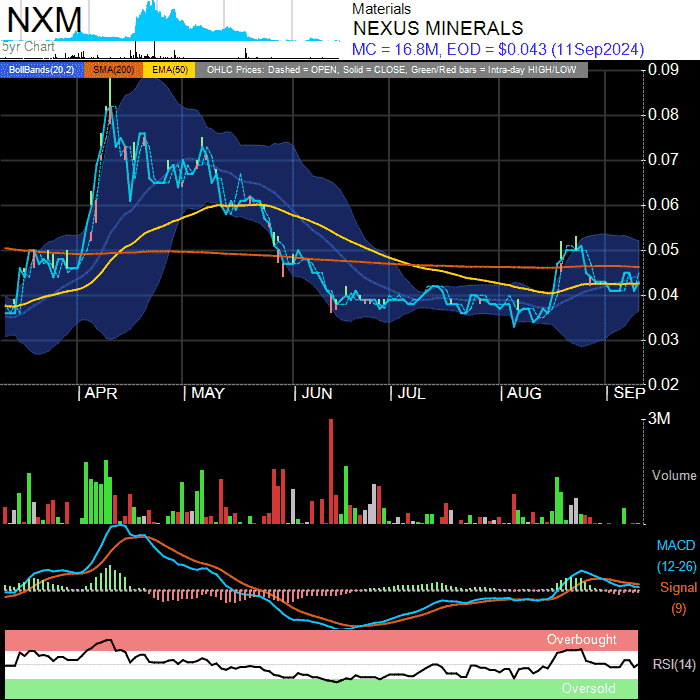 NXM
Materials
NEXUS MINERALS
5yr Chart
MC = 16.8M, EOD = $0.043 (11Sep2024)
BollBands(20,2) SMA(200) EMA(50) OHLC Prices: Dashed = OPEN, Solid = CLOSE, Green/Red bars = Intra-day HIGH/LOW
0.09
0.08
0.07
0.06
0.05
0.04
0.03
0.02
APR MAY JUN JUL AUG SEP
3M
Volume
MACD
(12-26)
Signal
(9)
Overbought
RSI(14)
Oversold